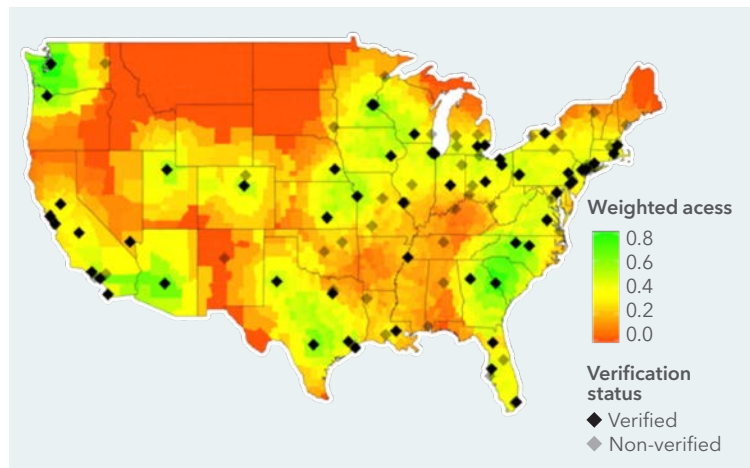 Weighted acess
0.8
0.6
0.4
0.2
0.0
Verification
status
Verified
Non-verified